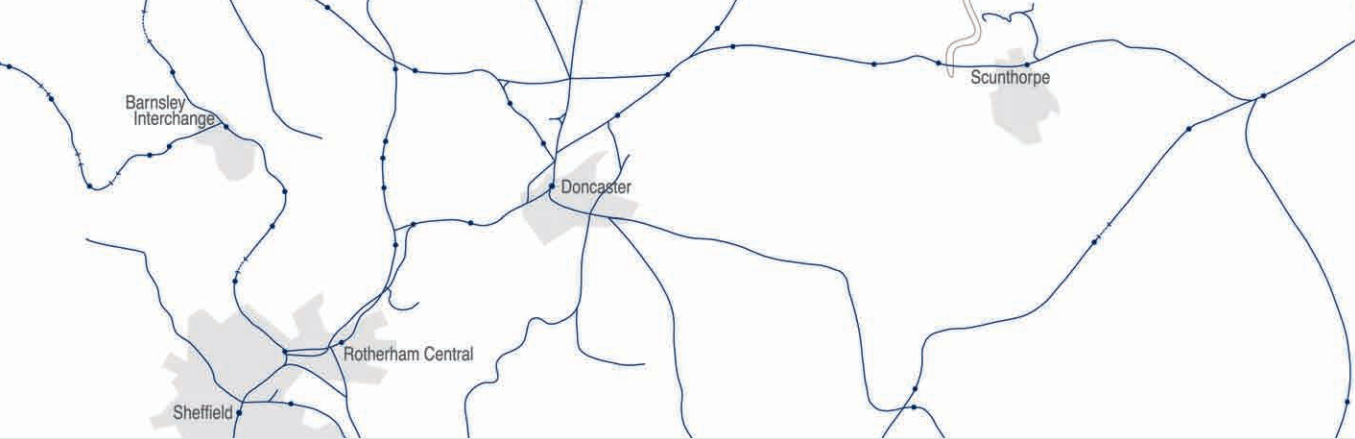 Scunthorpe
Barnsley
Interchange
Doncaster
Rotherham Central
Sheffield